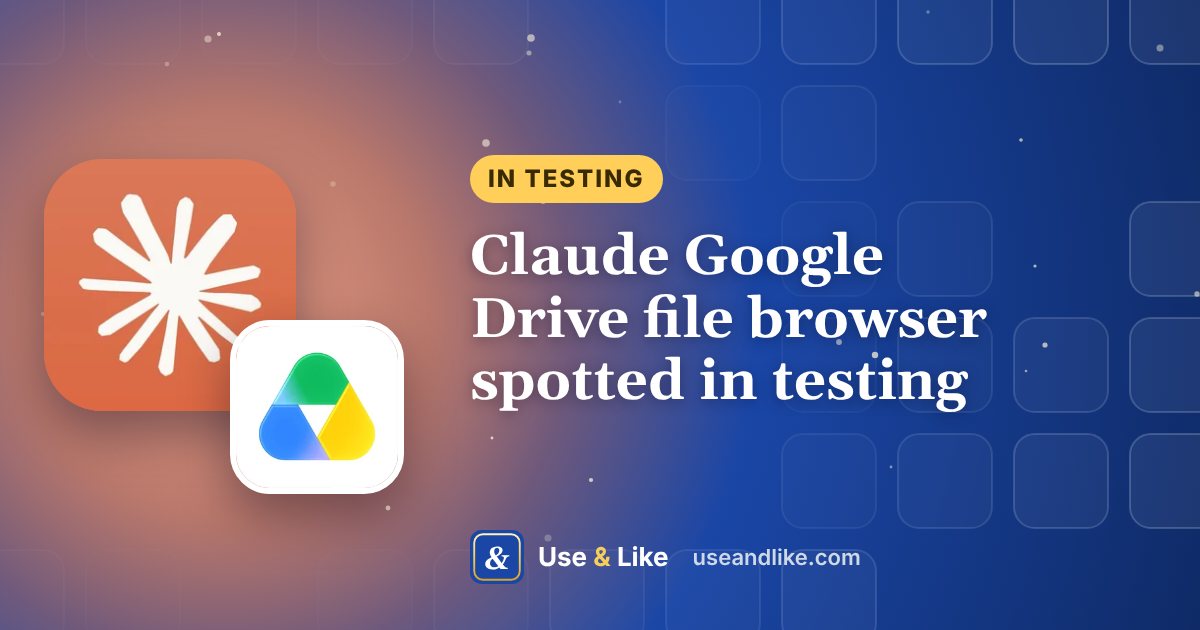 IN TESTING
Claude Google
Drive file browser
spotted in testing
& Use & Like useandlike.com